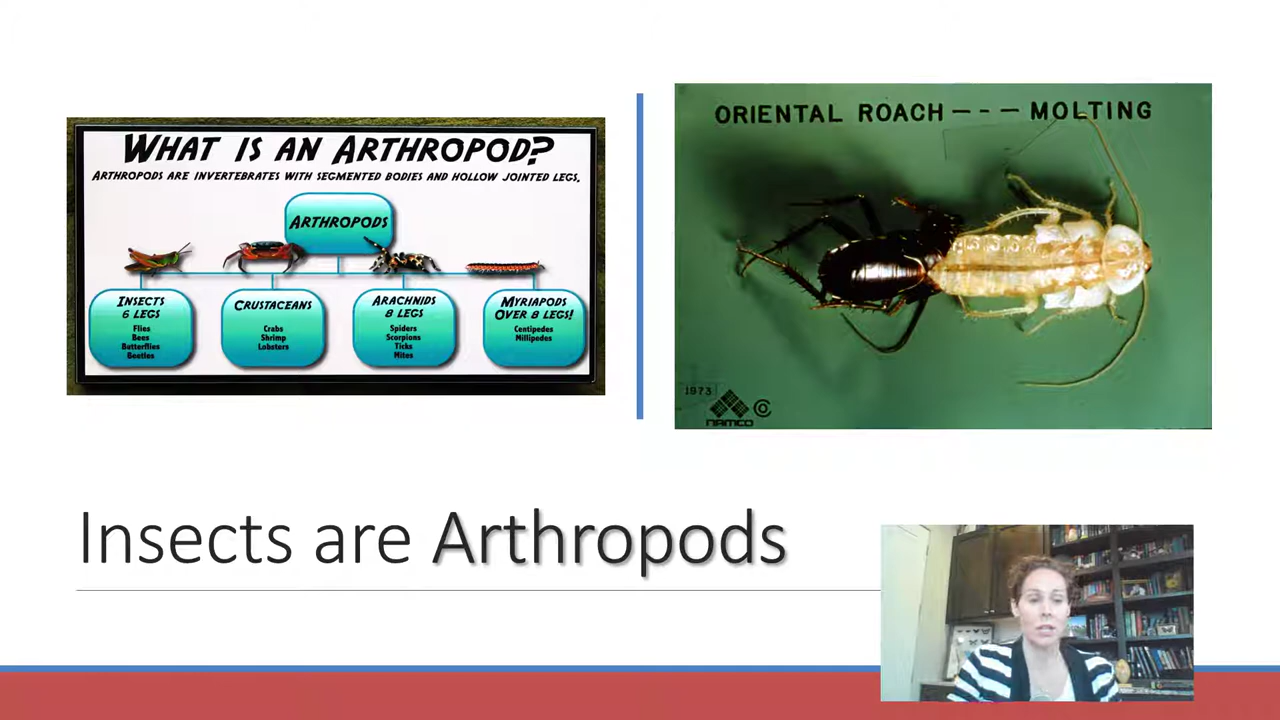 WHAT IS AN ARTHROPOD?
ARTHROPODS ARE INVERTEBRATES WITH SEGMENTED BODIES AND HOLLOW JOINTED LEGS.
ARTHROPODS
INSECTS
6 LEGS
Flies
Bees
Butterflies
Beetles
CRUSTACEANS
Crabs
Shrimp
Lobsters
ARACHNIDS
8 LEGS
Spiders
Scorpions
Ticks
Mites
MYRIAPODS
OVER 8 LEGS!
Centipedes
Millipedes
ORIENTAL ROACH --- MOLTING
1973
NAMCO
Insects are Arthropods